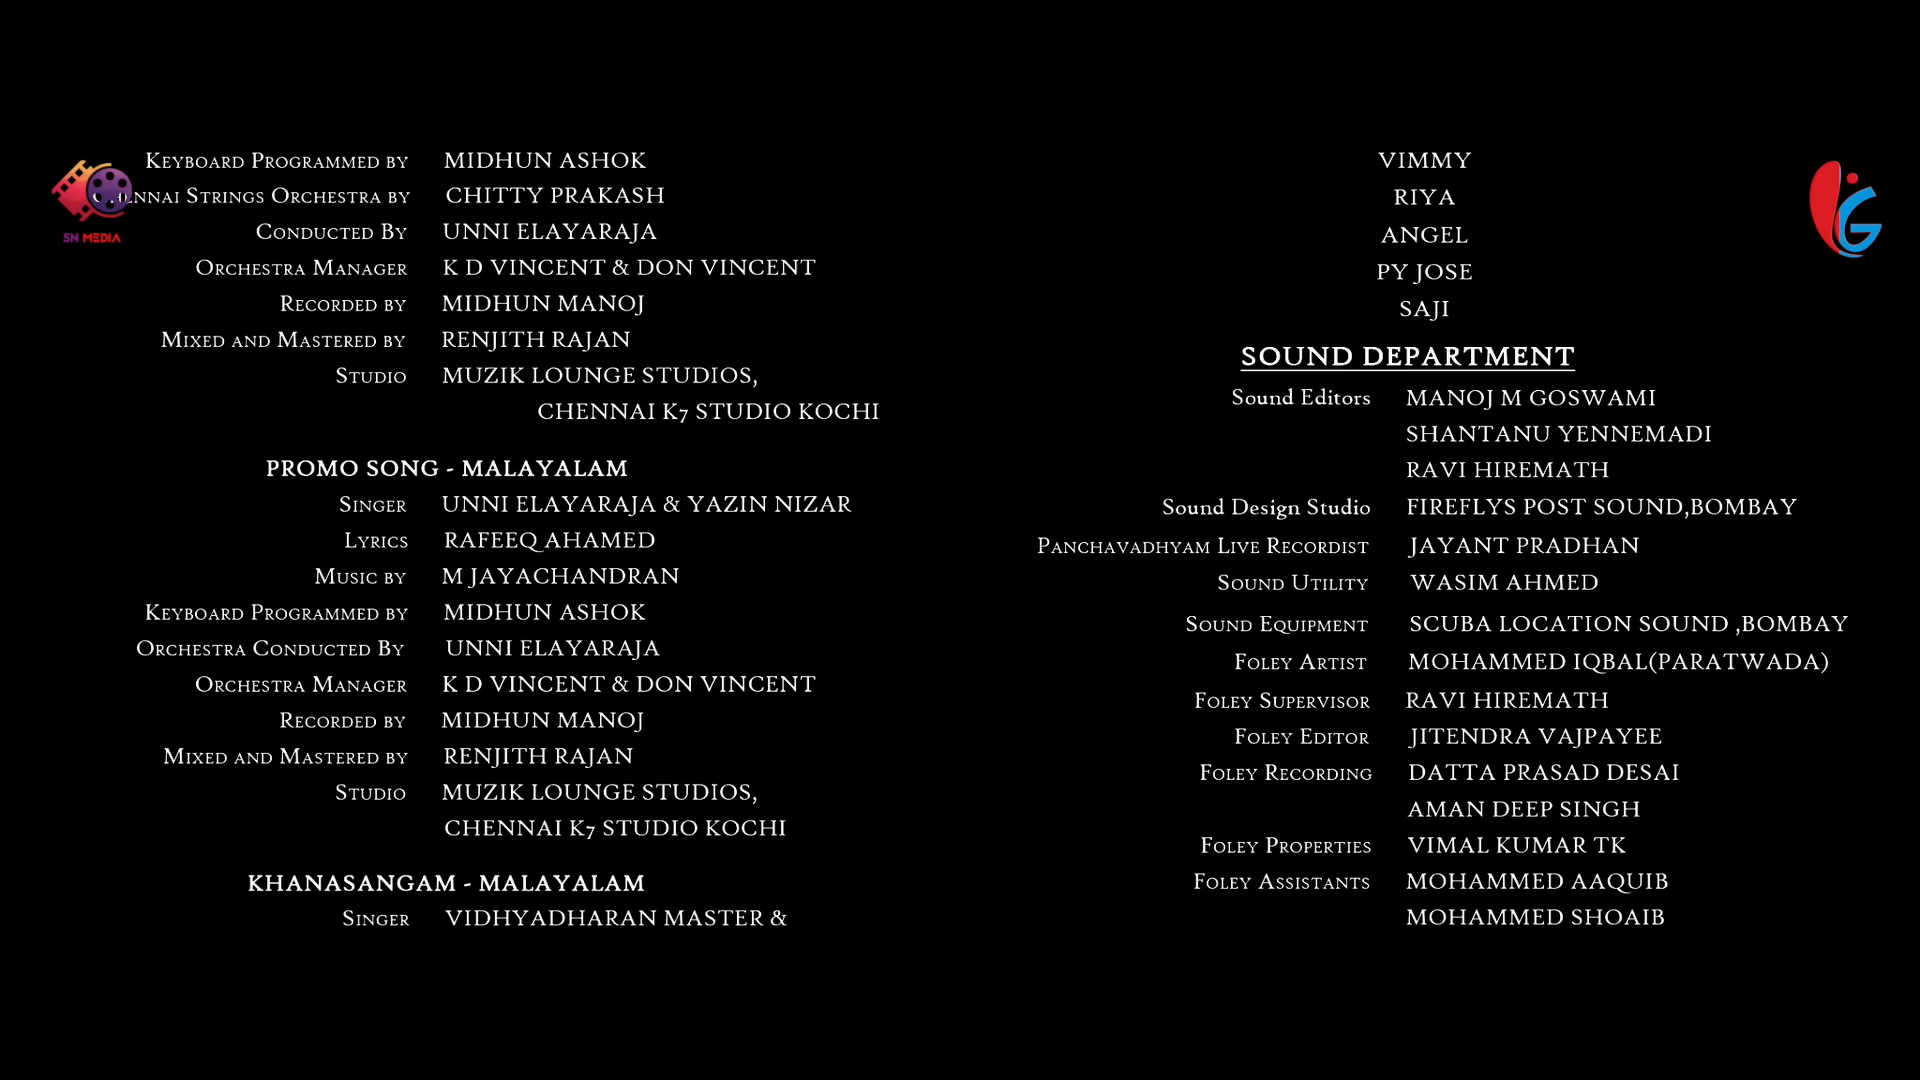 KEYBOARD PROGRAMMED BY MIDHUN ASHOK
CHENNAI STRINGS ORCHESTRA BY CHITTY PRAKASH
SN MEDIA
CONDUCTED BY UNNI ELAYARAJA
ORCHESTRA MANAGER K D VINCENT & DON VINCENT
RECORDED BY MIDHUN MANOJ
MIXED AND MASTERED BY RENJITH RAJAN
STUDIO MUZIK LOUNGE STUDIOS,
CHENNAI K7 STUDIO KOCHI
PROMO SONG - MALAYALAM
SINGER UNNI ELAYARAJA & YAZIN NIZAR
LYRICS RAFEEQ AHAMED
MUSIC BY M JAYACHANDRAN
KEYBOARD PROGRAMMED BY MIDHUN ASHOK
ORCHESTRA CONDUCTED BY UNNI ELAYARAJA
ORCHESTRA MANAGER K D VINCENT & DON VINCENT
RECORDED BY MIDHUN MANOJ
MIXED AND MASTERED BY RENJITH RAJAN
STUDIO MUZIK LOUNGE STUDIOS,
CHENNAI K7 STUDIO KOCHI
KHANASANGAM - MALAYALAM
SINGER VIDHYADHARAN MASTER &
VIMMY
RIYA
ANGEL
PY JOSE
SAJI
G
SOUND DEPARTMENT
Sound Editors MANOJ M GOSWAMI
SHANTANU YENNEMADI
RAVI HIREMATH
Sound Design Studio FIREFLYS POST SOUND,BOMBAY
PANCHAVADHYAM LIVE RECORDIST JAYANT PRADHAN
SOUND UTILITY WASIM AHMED
SOUND EQUIPMENT SCUBA LOCATION SOUND ,BOMBAY
FOLEY ARTIST MOHAMMED IQBAL(PARATWADA)
FOLEY SUPERVISOR RAVI HIREMATH
FOLEY EDITOR JITENDRA VAJPAYEE
FOLEY RECORDING DATTA PRASAD DESAI
AMAN DEEP SINGH
FOLEY PROPERTIES VIMAL KUMAR TK
FOLEY ASSISTANTS MOHAMMED AAQUIB
MOHAMMED SHOAIB